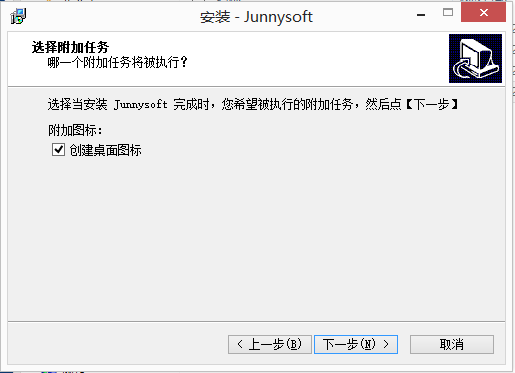 安装 - Junnysoft
选择附加任务
哪一个附加任务将被执行？
选择当安装 Junnysoft 完成时，您希望被执行的附加任务，然后点【下一步】
附加图标：
创建桌面图标
< 上一步(B)
下一步(N) >
取消